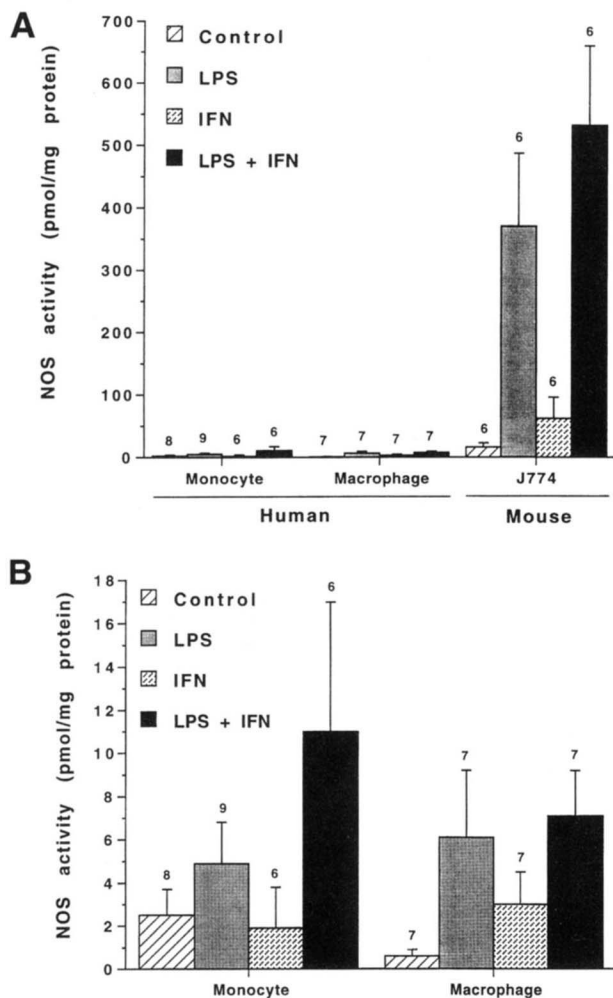 A
NOS activity (pmol/mg protein)
700
600
500
400
300
200
100
0
Control
LPS
IFN
LPS + IFN
8 9 6 6 7 7 7 7 6 6 6 6
Monocyte Macrophage J774
Human Mouse
B
NOS activity (pmol/mg protein)
18
16
14
12
10
8
6
4
2
0
Control
LPS
IFN
LPS + IFN
8 9 6 6 7 7 7 7
Monocyte Macrophage